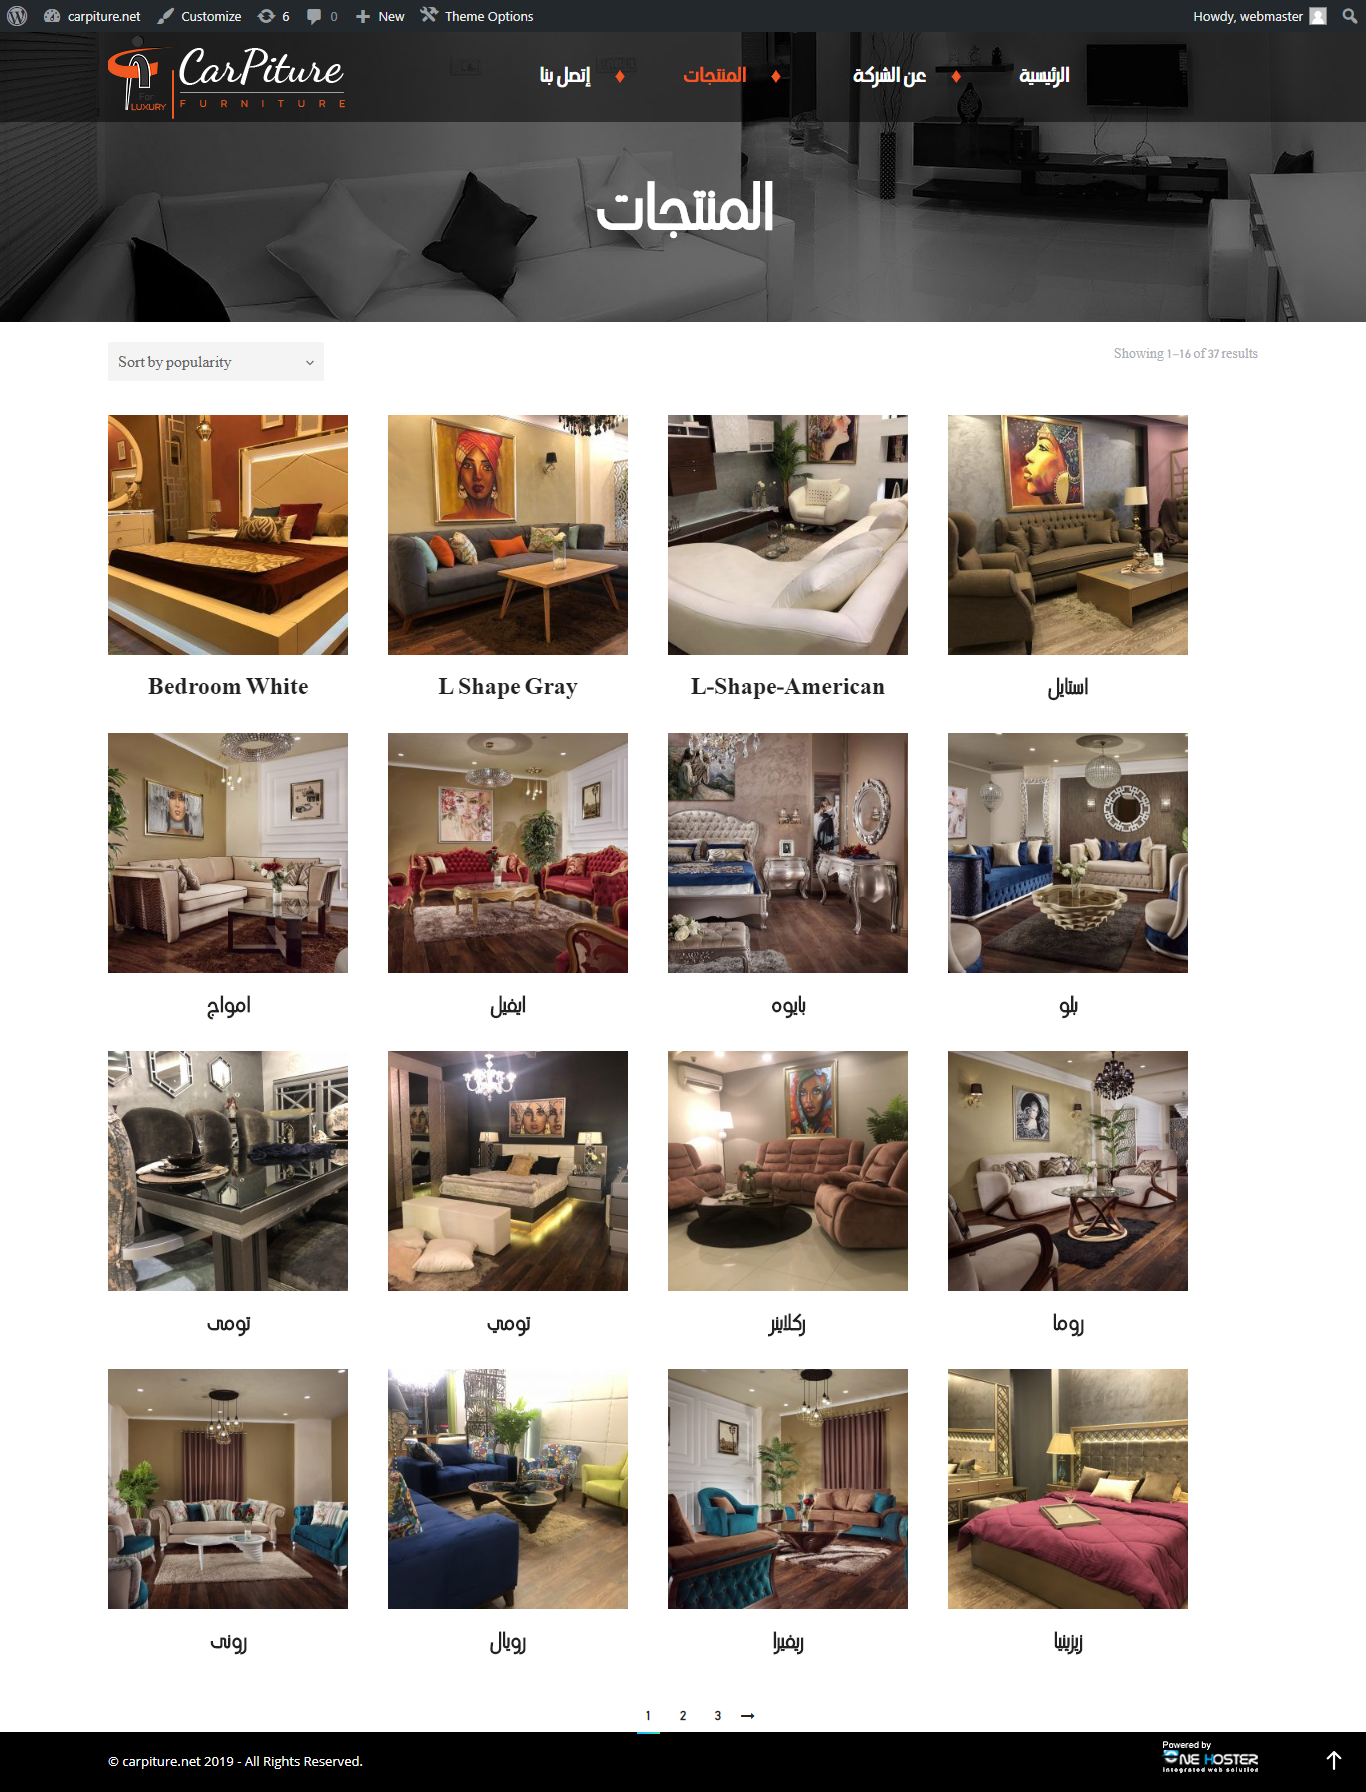 carpiture.net Customize 6 0 New Theme Options Howdy, webmaster
CarPiture
For LUXURY
FURNITURE
الرئيسية
عن الشركة
المنتجات
إتصل بنا
المنتجات
Sort by popularity
Showing 1–16 of 37 results
Bedroom White
L Shape Gray
L-Shape-American
استايل
امواج
ايفيل
بايوه
بلو
تومى
تومي
ركلاينر
روما
رونى
رويال
ريفيرا
زيزينيا
1 2 3 →
© carpiture.net 2019 - All Rights Reserved.
Powered by
ONE HOSTER
integrated web solution